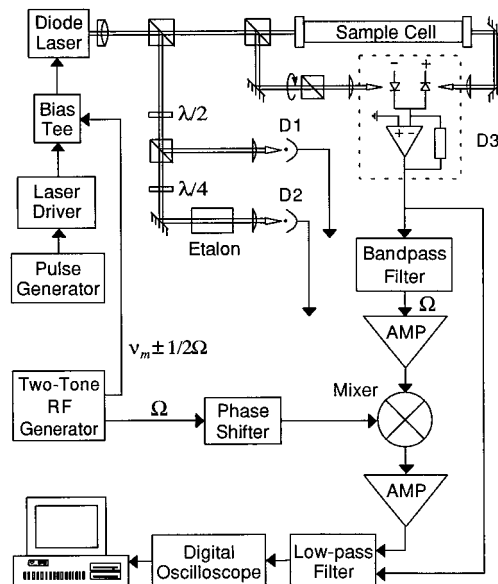 Diode
Laser
Sample Cell
λ/2
D1
D3
Bias
Tee
λ/4
D2
Laser
Driver
Etalon
Pulse
Generator
Bandpass
Filter
Ω
AMP
νm ± 1/2Ω
Two-Tone
RF
Generator
Ω
Phase
Shifter
Mixer
AMP
Digital
Oscilloscope
Low-pass
Filter